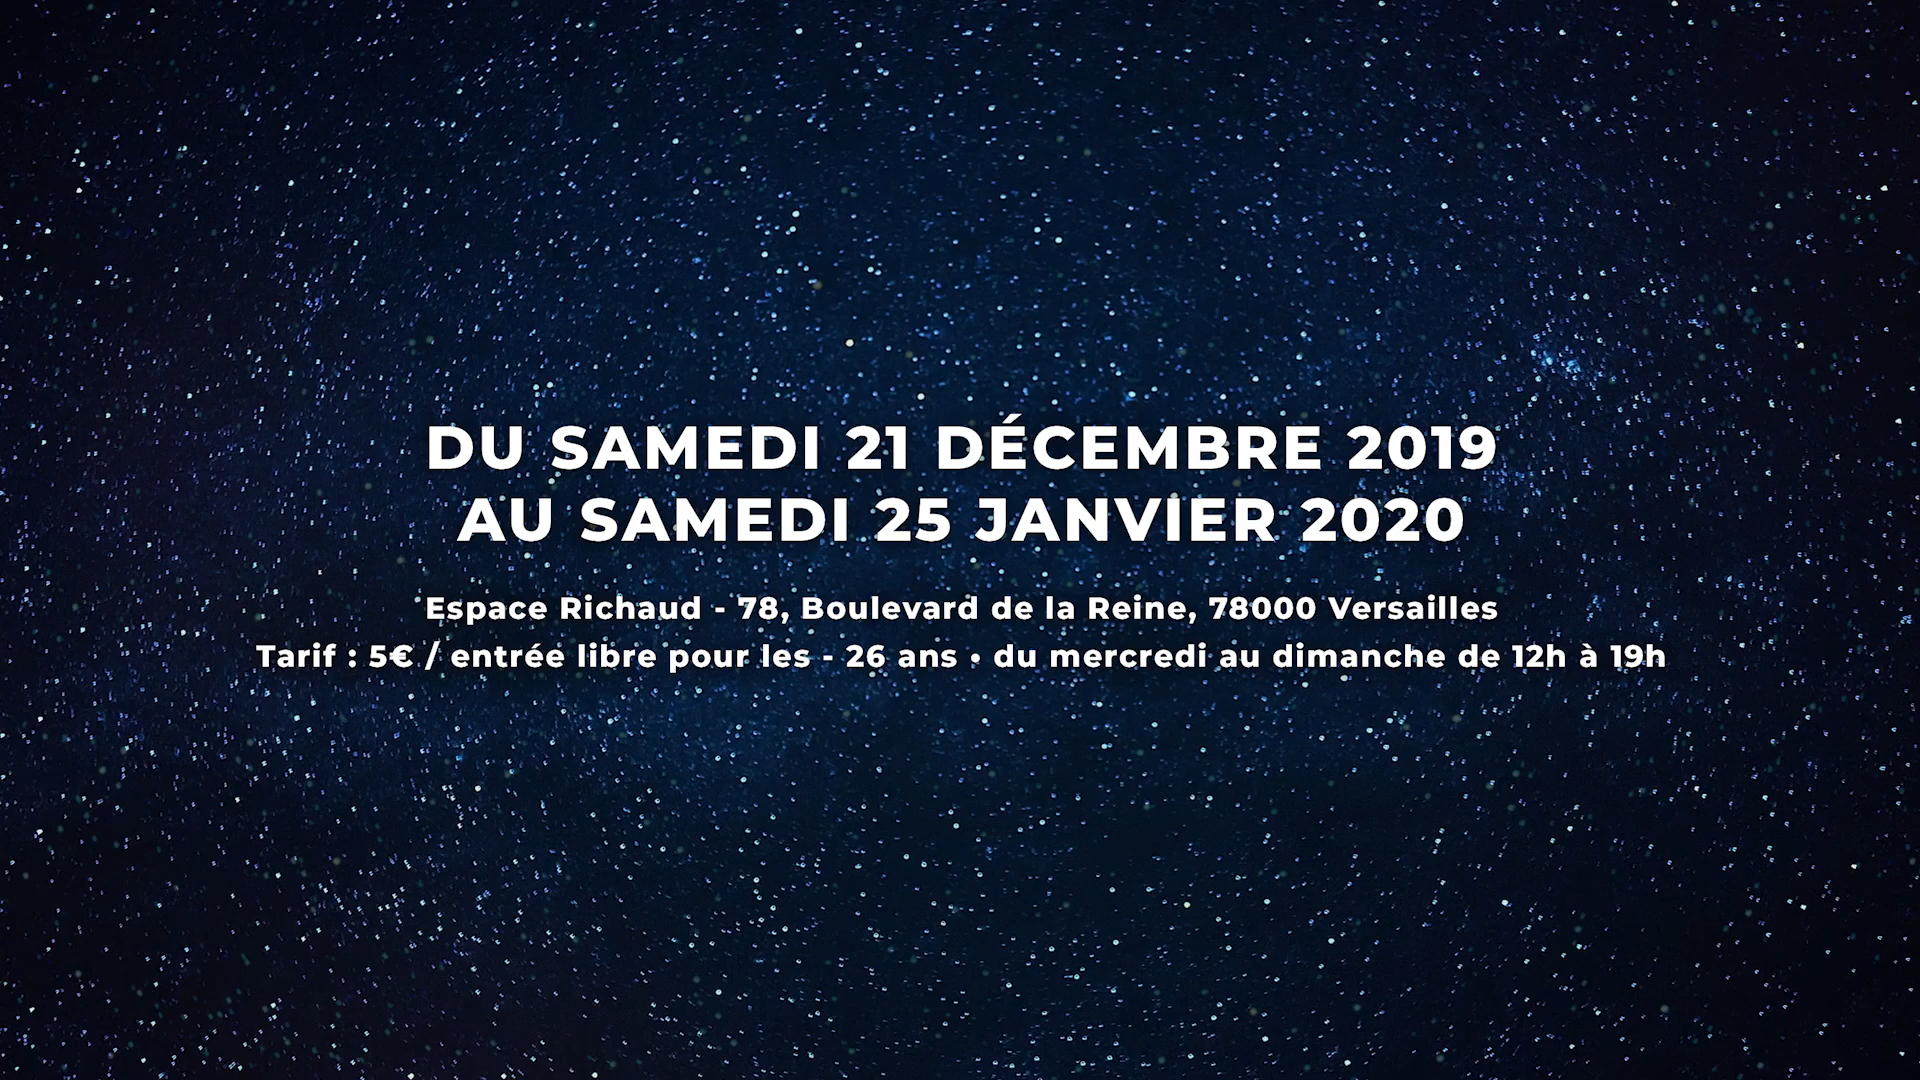 DU SAMEDI 21 DÉCEMBRE 2019
AU SAMEDI 25 JANVIER 2020
Espace Richaud - 78, Boulevard de la Reine, 78000 Versailles
Tarif : 5€ / entrée libre pour les - 26 ans • du mercredi au dimanche de 12h à 19h